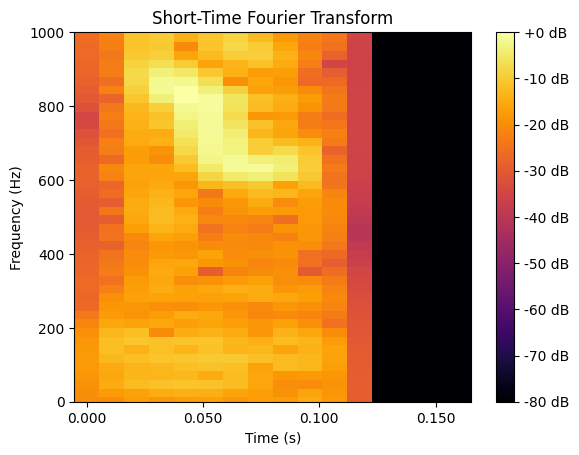 Short-Time Fourier Transform
1000
800
600
400
200
0
Frequency (Hz)
0.000
0.050
0.100
0.150
Time (s)
+0 dB
-10 dB
-20 dB
-30 dB
-40 dB
-50 dB
-60 dB
-70 dB
-80 dB